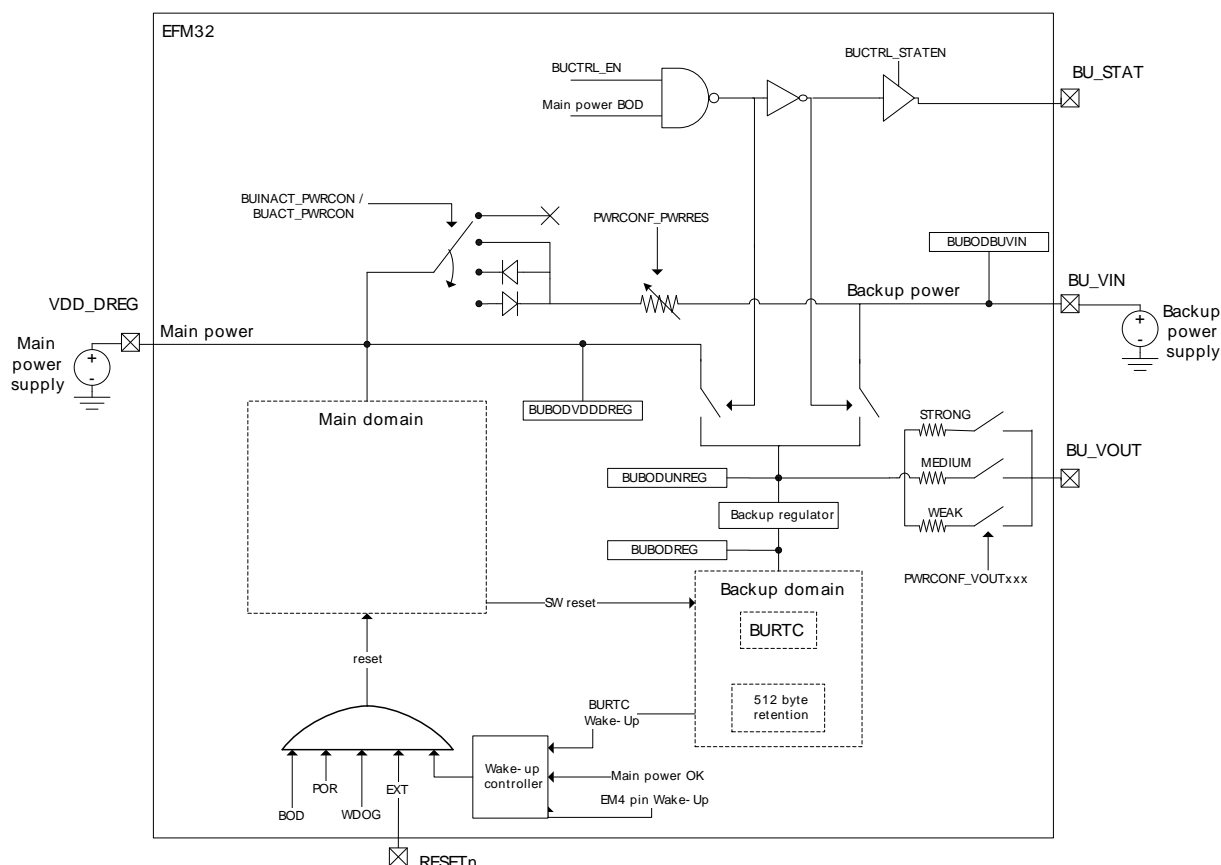 EFM32
BUCTRL_EN
Main power BOD
BUCTRL_STATEN
BU_STAT
BUINACT_PWRCON /
BUACT_PWRCON
PWRCONF_PWRRES
BUBODBUVIN
VDD_DREG
Main power
Backup power
BU_VIN
Main
power
supply
+
-
+
-
Backup
power
supply
BUBODVDDDREG
Main domain
STRONG
MEDIUM
WEAK
BU_VOUT
BUBODUNREG
Backup regulator
BUBODREG
PWRCONF_VOUTxxx
Backup domain
BURTC
512 byte
retention
SW reset
reset
BURTC
Wake-Up
Wake-up
controller
Main power OK
EM4 pin Wake-Up
BOD
POR
WDOG
EXT
RESETn